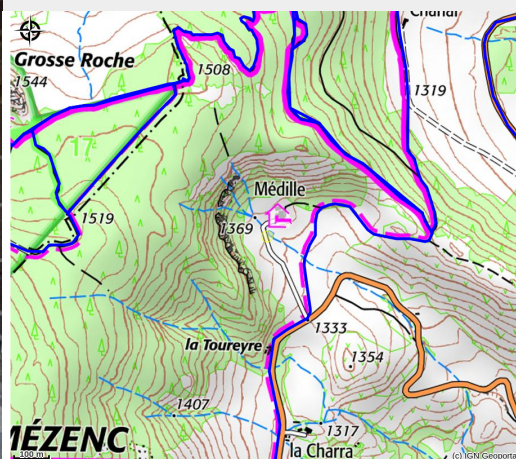 Chanal
Grosse Roche
1508
1544
1319
17
Médille
1519
1369
1333
la Toureyre
1354
1407
MÉZENC
1317
la Charra
100 m
(c) IGN Geoporta